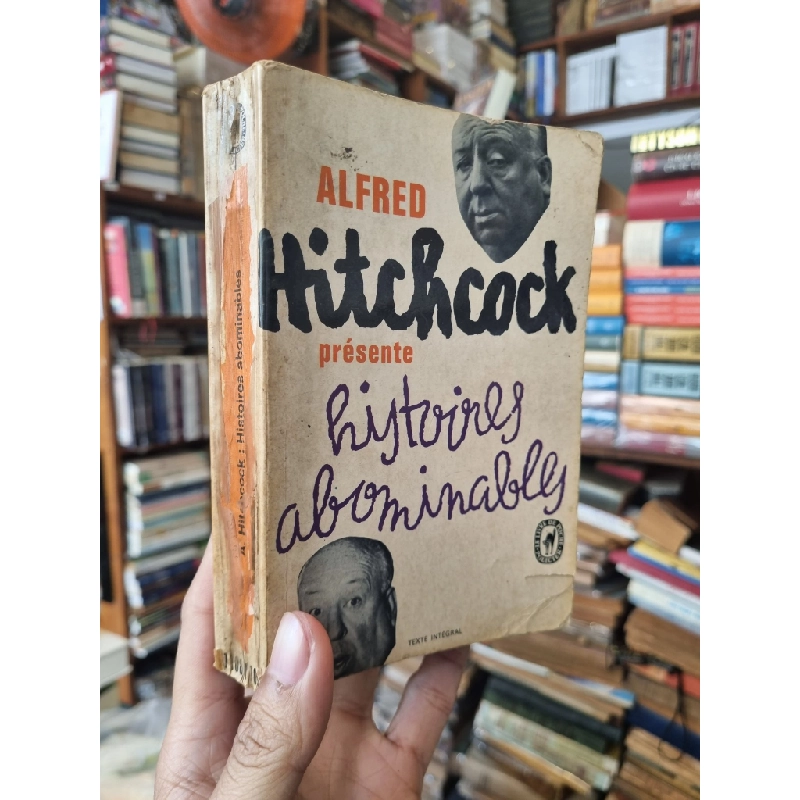 ALFRED
Hitchcock
présente
histoires
abominables
TEXTE INTÉGRAL
Hitchcock : Histoires abominables